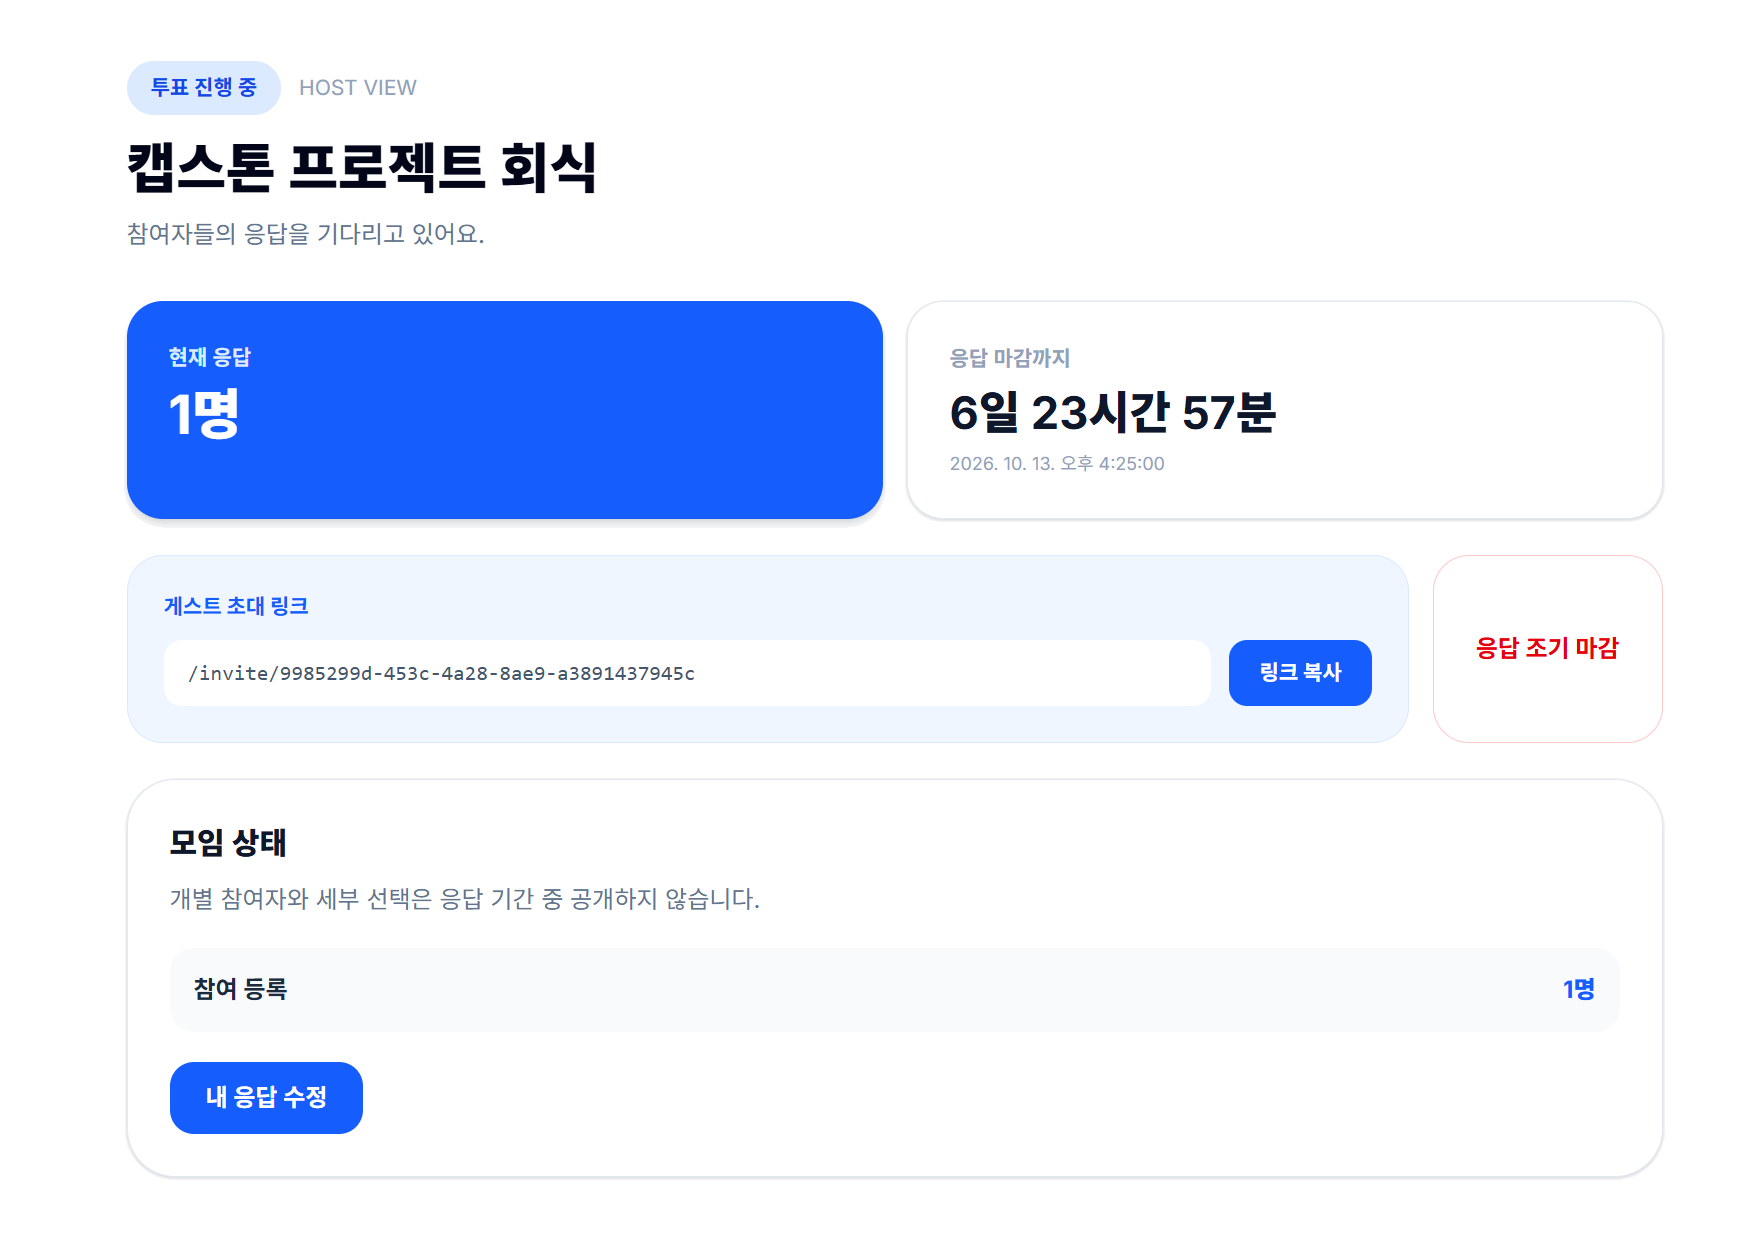 투표 진행 중 HOST VIEW
캡스톤 프로젝트 회식
참여자들의 응답을 기다리고 있어요.
현재 응답
1명
응답 마감까지
6일 23시간 57분
2026. 10. 13. 오후 4:25:00
게스트 초대 링크
/invite/9985299d-453c-4a28-8ae9-a3891437945c
링크 복사
응답 조기 마감
모임 상태
개별 참여자와 세부 선택은 응답 기간 중 공개하지 않습니다.
참여 등록 1명
내 응답 수정